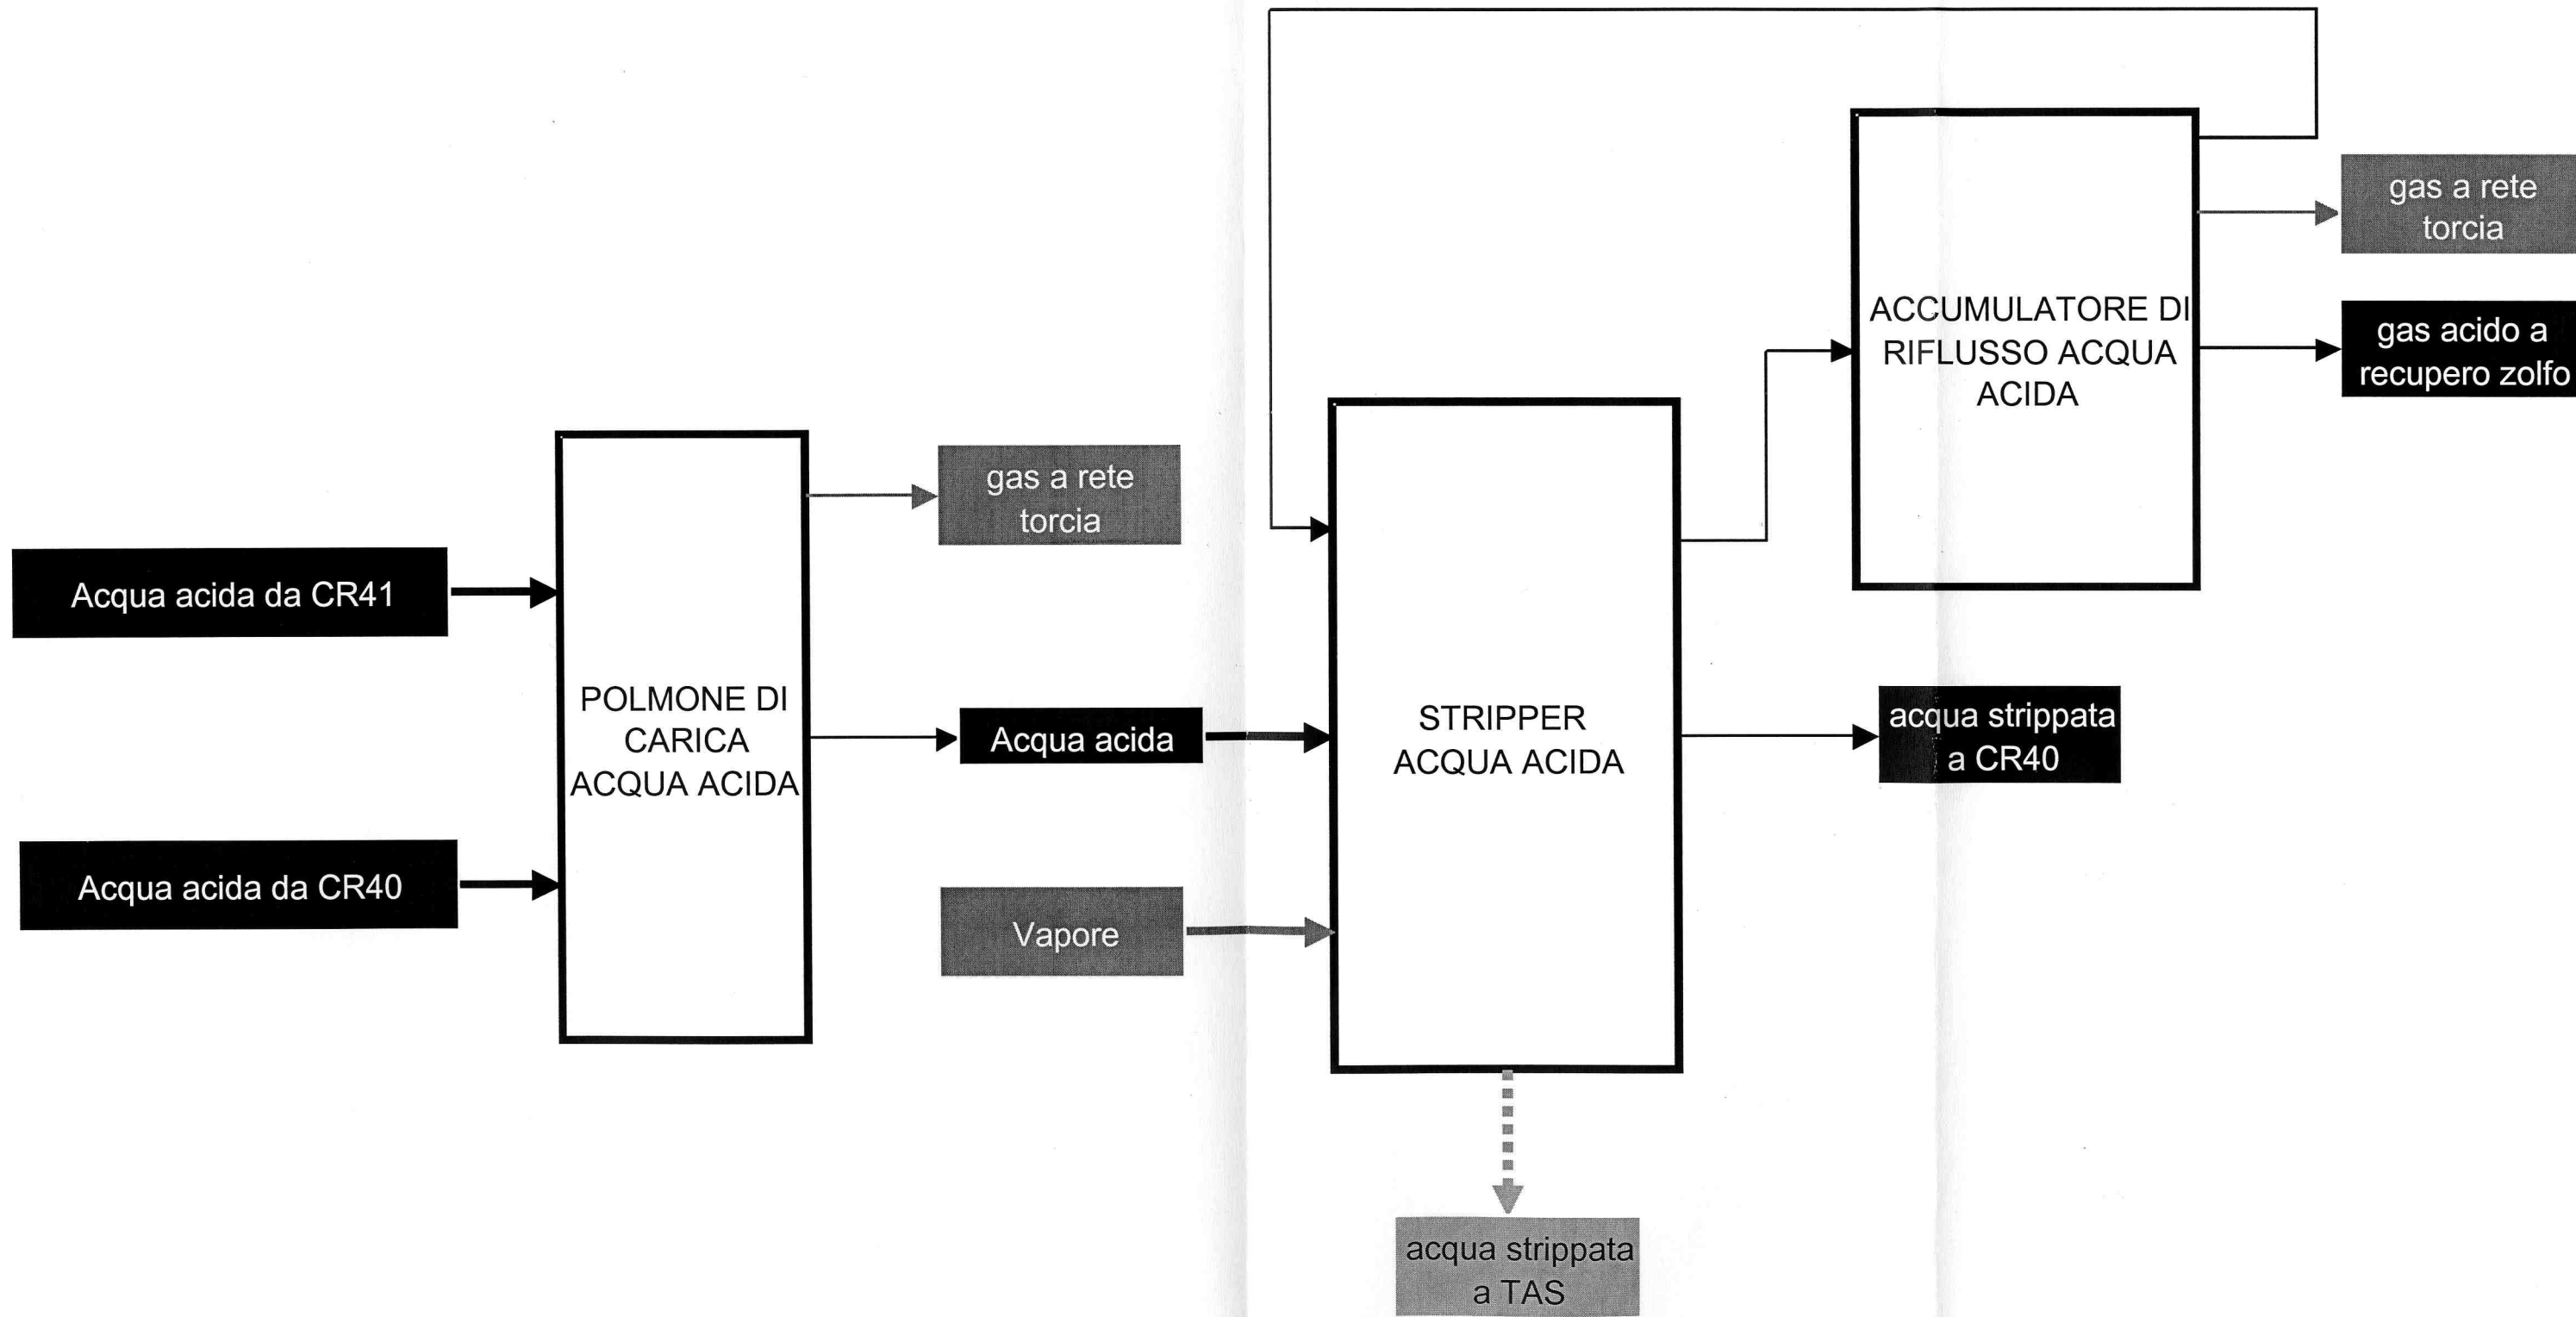 gas a rete
torcia
ACCUMULATORE DI
RIFLUSSO ACQUA
ACIDA
gas acido a
recupero zolfo
gas a rete
torcia
Acqua acida da CR41
POLMONE DI
CARICA
ACQUA ACIDA
Acqua acida
STRIPPER
ACQUA ACIDA
acqua strippata
a CR40
Acqua acida da CR40
Vapore
acqua strippata
a TAS